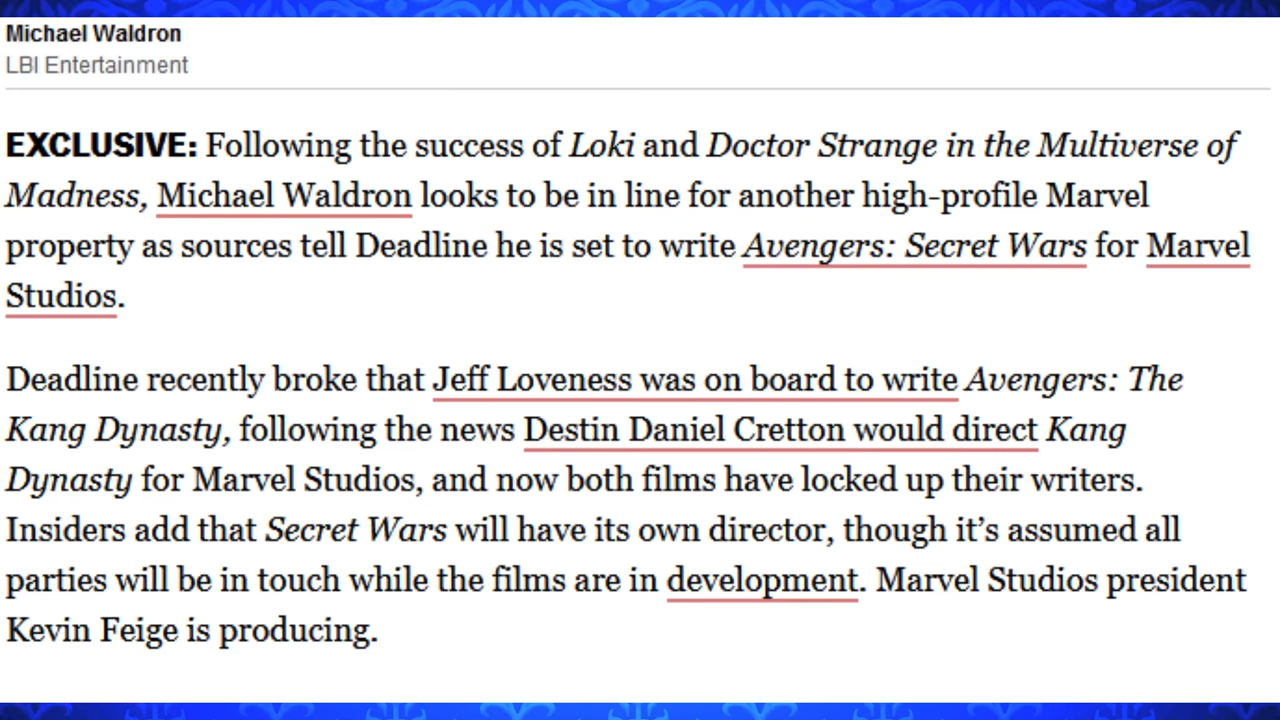 Michael Waldron
LBI Entertainment
EXCLUSIVE: Following the success of Loki and Doctor Strange in the Multiverse of
Madness, Michael Waldron looks to be in line for another high-profile Marvel
property as sources tell Deadline he is set to write Avengers: Secret Wars for Marvel
Studios.
Deadline recently broke that Jeff Loveness was on board to write Avengers: The
Kang Dynasty, following the news Destin Daniel Cretton would direct Kang
Dynasty for Marvel Studios, and now both films have locked up their writers.
Insiders add that Secret Wars will have its own director, though it’s assumed all
parties will be in touch while the films are in development. Marvel Studios president
Kevin Feige is producing.